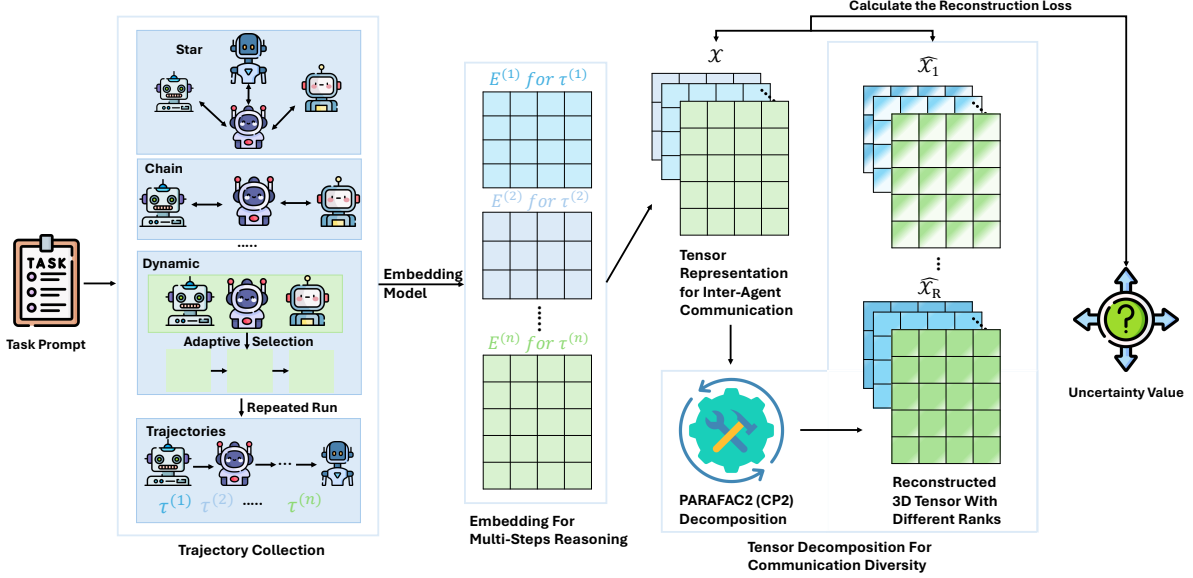 Calculate the Reconstruction Loss
Star
Chain
.....
Dynamic
Adaptive Selection
Repeated Run
Trajectories
...
τ^(1) τ^(2) ..... τ^(n)
Trajectory Collection
TASK
Task Prompt
Embedding
Model
E^(1) for τ^(1)
E^(2) for τ^(2)
E^(n) for τ^(n)
Embedding For
Multi-Steps Reasoning
𝒳
Tensor
Representation
for Inter-Agent
Communication
PARAFAC2 (CP2)
Decomposition
𝒳̂_1
𝒳̂_R
Reconstructed
3D Tensor With
Different Ranks
Tensor Decomposition For
Communication Diversity
?
Uncertainty Value